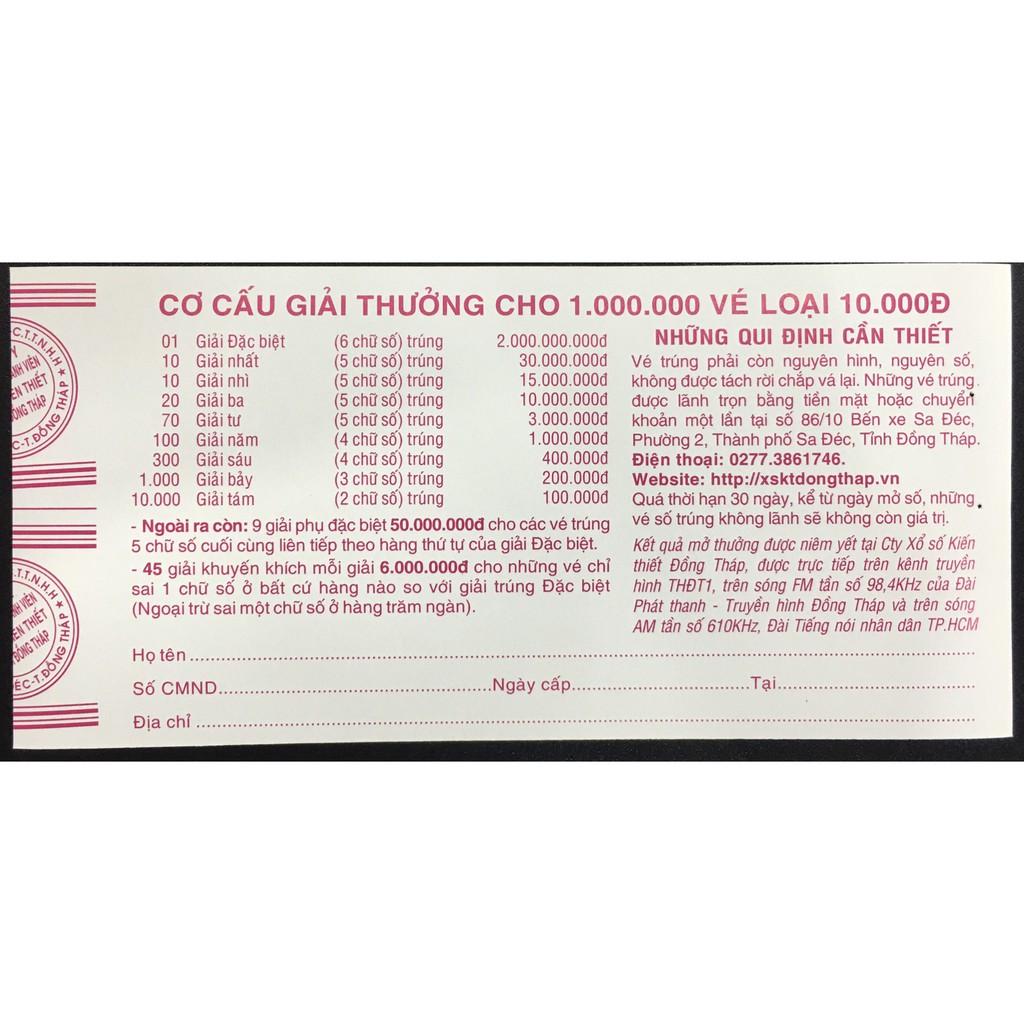 CƠ CẤU GIẢI THƯỞNG CHO 1.000.000 VÉ LOẠI 10.000Đ
01 Giải Đặc biệt (6 chữ số) trúng 2.000.000.000đ
10 Giải nhất (5 chữ số) trúng 30.000.000đ
10 Giải nhì (5 chữ số) trúng 15.000.000đ
20 Giải ba (5 chữ số) trúng 10.000.000đ
70 Giải tư (5 chữ số) trúng 3.000.000đ
100 Giải năm (4 chữ số) trúng 1.000.000đ
300 Giải sáu (4 chữ số) trúng 400.000đ
1.000 Giải bảy (3 chữ số) trúng 200.000đ
10.000 Giải tám (2 chữ số) trúng 100.000đ
- Ngoài ra còn: 9 giải phụ đặc biệt 50.000.000đ cho các vé trúng
5 chữ số cuối cùng liên tiếp theo hàng thứ tự của giải Đặc biệt.
- 45 giải khuyến khích mỗi giải 6.000.000đ cho những vé chỉ
sai 1 chữ số ở bất cứ hàng nào so với giải trúng Đặc biệt
(Ngoại trừ sai một chữ số ở hàng trăm ngàn).
NHỮNG QUI ĐỊNH CẦN THIẾT
Vé trúng phải còn nguyên hình, nguyên số,
không được tách rời chắp vá lại. Những vé trúng
được lãnh trọn bằng tiền mặt hoặc chuyển
khoản một lần tại số 86/10 Bến xe Sa Đéc,
Phường 2, Thành phố Sa Đéc, Tỉnh Đồng Tháp.
Điện thoại: 0277.3861746.
Website: http://xsktdongthap.vn
Quá thời hạn 30 ngày, kể từ ngày mở số, những
vé số trúng không lãnh sẽ không còn giá trị.
Kết quả mở thưởng được niêm yết tại Cty Xổ số Kiến
thiết Đồng Tháp, được trực tiếp trên kênh truyền
hình THĐT1, trên sóng FM tần số 98,4KHz của Đài
Phát thanh - Truyền hình Đồng Tháp và trên sóng
AM tần số 610KHz, Đài Tiếng nói nhân dân TP.HCM
Họ tên
Số CMND Ngày cấp Tại
Địa chỉ
C.T.T.N.H.H
THIẾT
ĐỒNG THÁP
C-T.ĐỒNG THÁP
T.T.N.H.H
VIÊN
THIẾT
ĐỒNG THÁP
ÉC-T.ĐỒNG THÁP